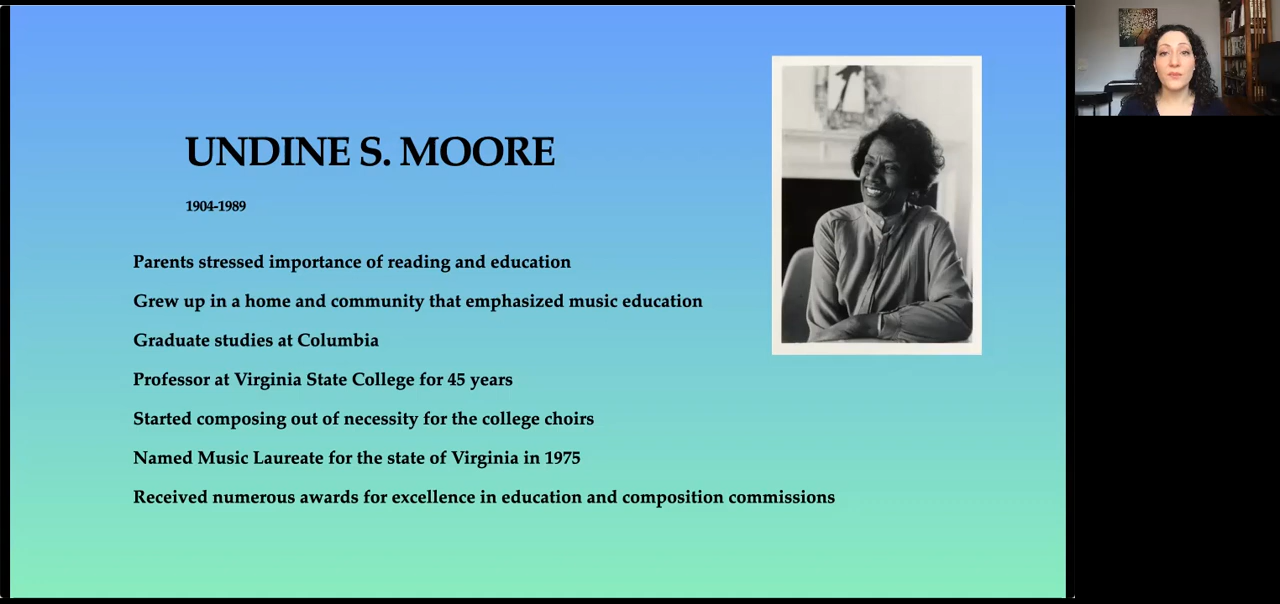 UNDINE S. MOORE
1904-1989
Parents stressed importance of reading and education
Grew up in a home and community that emphasized music education
Graduate studies at Columbia
Professor at Virginia State College for 45 years
Started composing out of necessity for the college choirs
Named Music Laureate for the state of Virginia in 1975
Received numerous awards for excellence in education and composition commissions